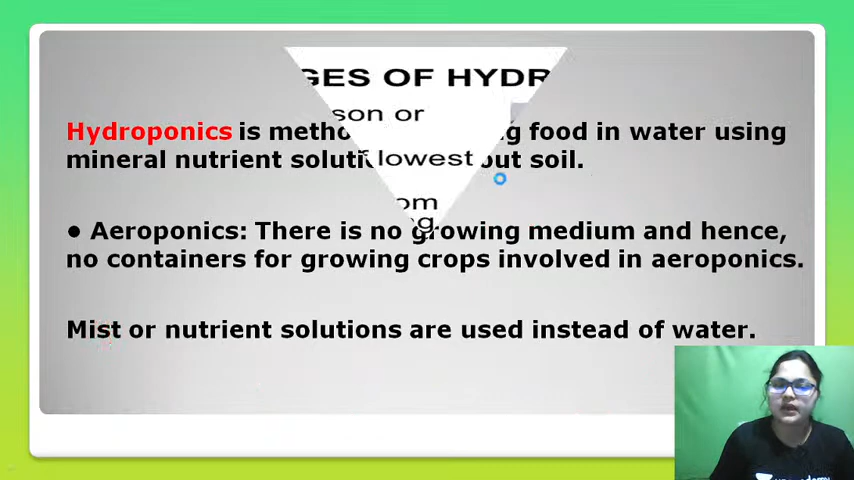 GES OF HYDR
son or
Hydroponics is metho g food in water using
lowest
mineral nutrient soluti out soil.
om
ng
● Aeroponics: There is no growing medium and hence,
no containers for growing crops involved in aeroponics.
Mist or nutrient solutions are used instead of water.